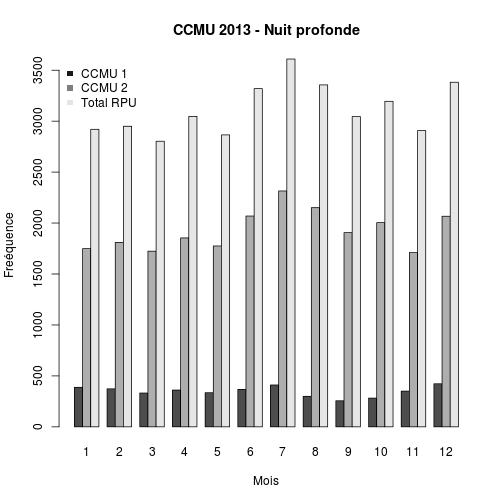 CCMU 2013 - Nuit profonde
CCMU 1
CCMU 2
Total RPU
Freéquence
0
500
1000
1500
2000
2500
3000
3500
1 2 3 4 5 6 7 8 9 10 11 12
Mois